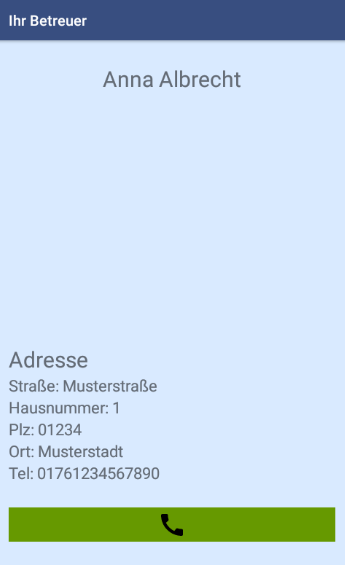 Ihr Betreuer
Anna Albrecht
Adresse
Straße: Musterstraße
Hausnummer: 1
Plz: 01234
Ort: Musterstadt
Tel: 01761234567890